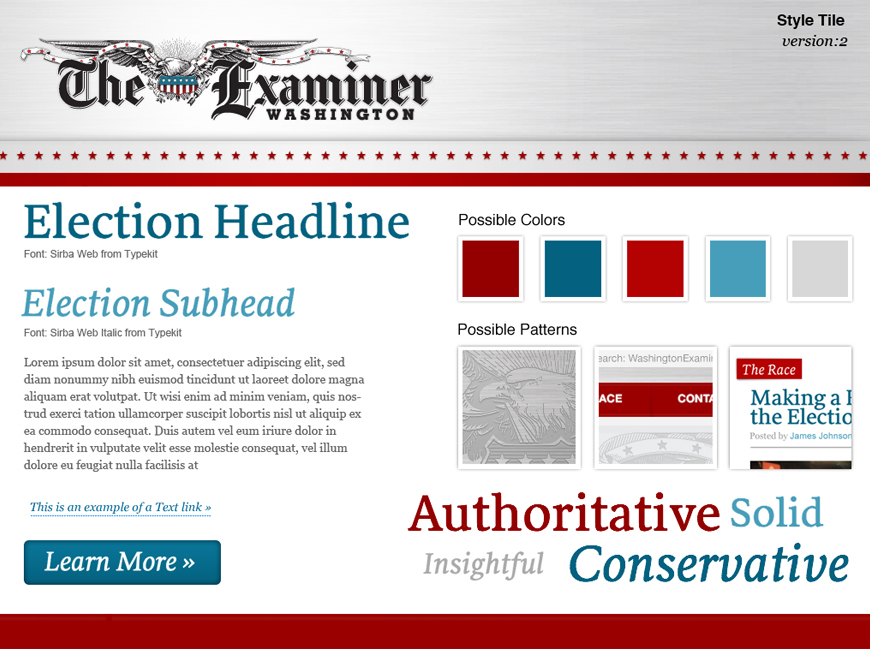 Style Tile
version:2
The Examiner
WASHINGTON
Election Headline
Font: Sirba Web from Typekit
Election Subhead
Font: Sirba Web Italic from Typekit
Lorem ipsum dolor sit amet, consectetuer adipiscing elit, sed
diam nonummy nibh euismod tincidunt ut laoreet dolore magna
aliquam erat volutpat. Ut wisi enim ad minim veniam, quis nos-
trud exerci tation ullamcorper suscipit lobortis nisl ut aliquip ex
ea commodo consequat. Duis autem vel eum iriure dolor in
hendrerit in vulputate velit esse molestie consequat, vel illum
dolore eu feugiat nulla facilisis at
This is an example of a Text link »
Learn More »
Possible Colors
Possible Patterns
earch: WashingtonExami
ACE CONTA
The Race
Making a
the Electio
Posted by James Johnson
Authoritative Solid
Insightful Conservative